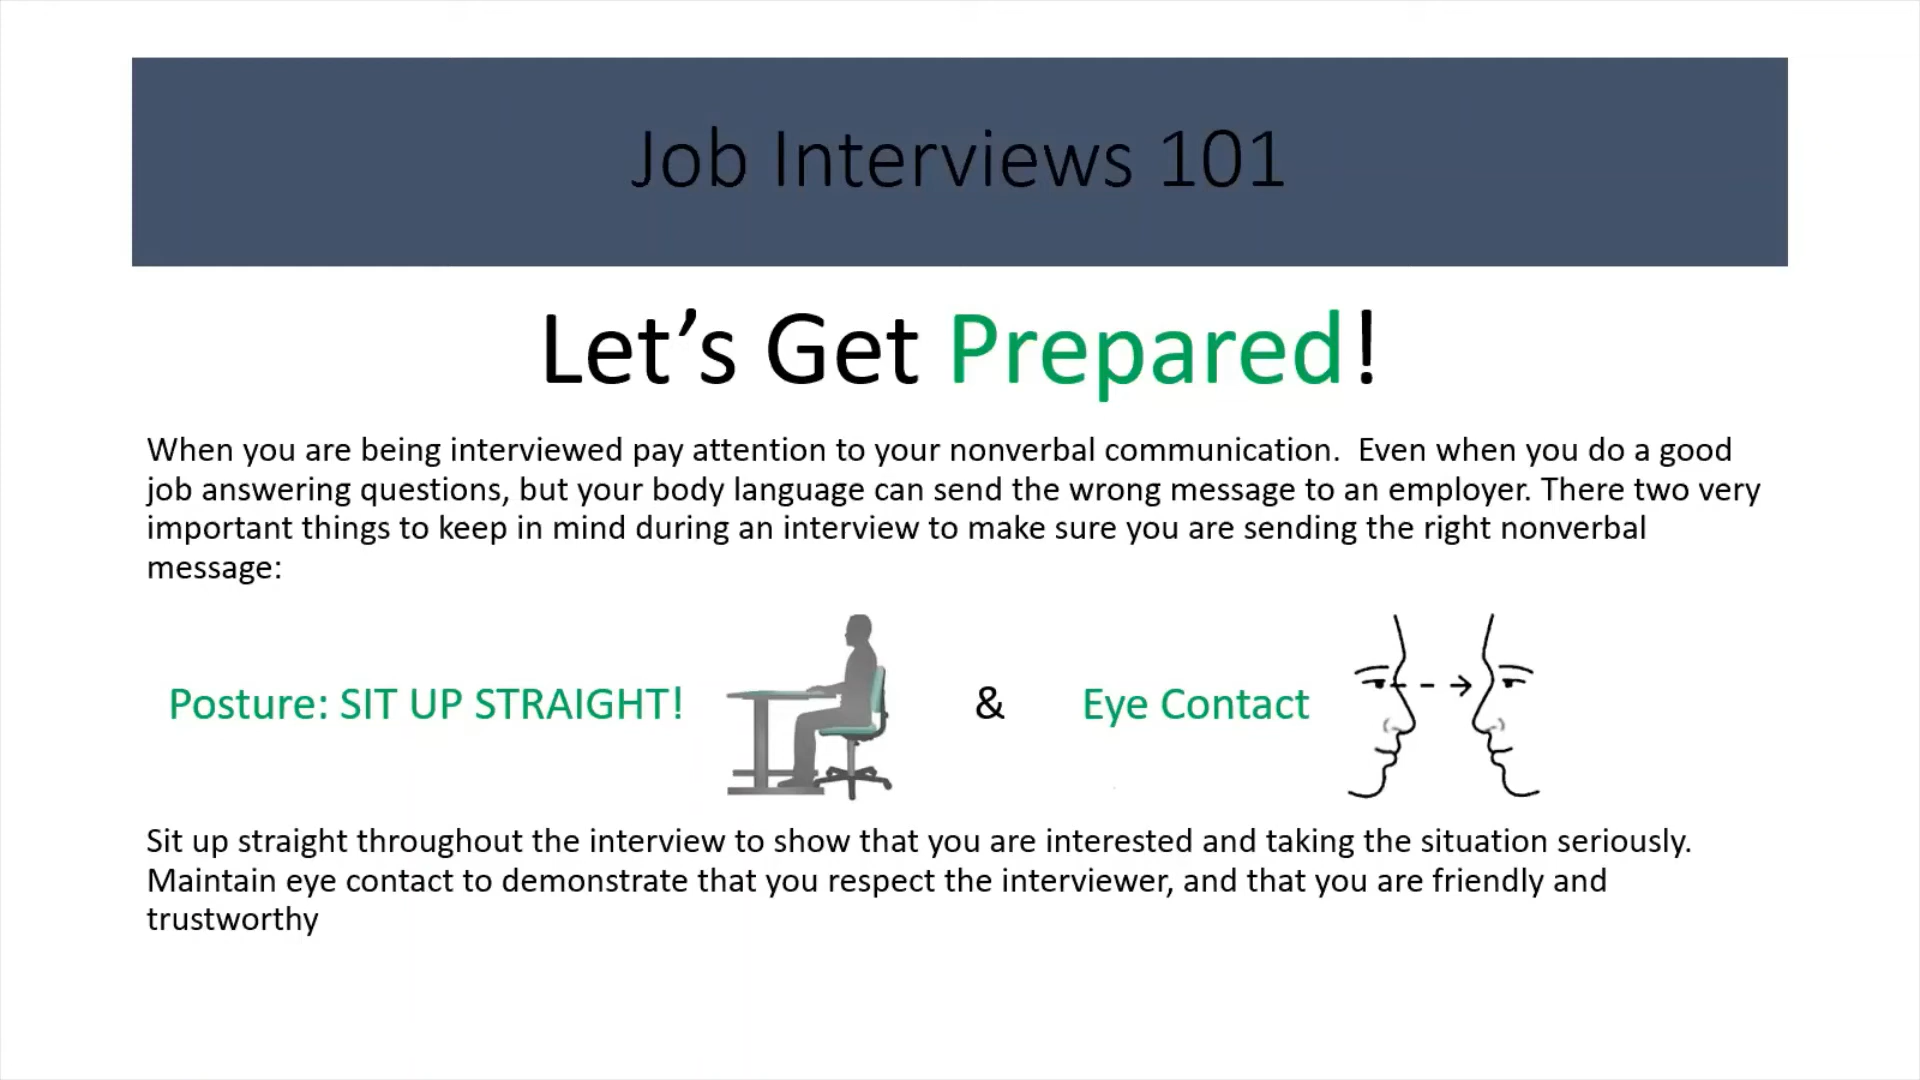 Job Interviews 101
Let’s Get Prepared!
When you are being interviewed pay attention to your nonverbal communication.  Even when you do a good
job answering questions, but your body language can send the wrong message to an employer. There two very
important things to keep in mind during an interview to make sure you are sending the right nonverbal
message:
Posture: SIT UP STRAIGHT! & Eye Contact
Sit up straight throughout the interview to show that you are interested and taking the situation seriously.
Maintain eye contact to demonstrate that you respect the interviewer, and that you are friendly and
trustworthy